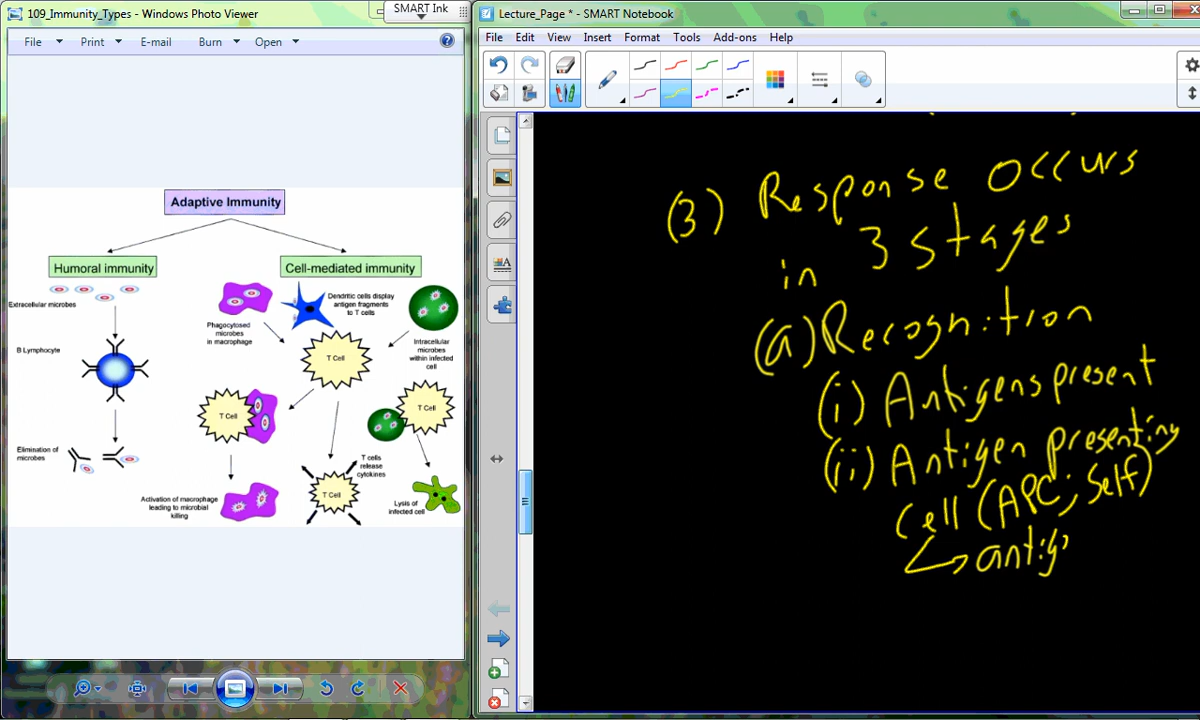 109_Immunity_Types - Windows Photo Viewer
SMART Ink
File Print E-mail Burn Open
Adaptive Immunity
Humoral immunity
Cell-mediated immunity
Extracellular microbes
Phagocytosed
microbes
in macrophage
Dendritic cells display
antigen fragments
to T cells
Intracellular
microbes
within infected
cell
B Lymphocyte
T Cell
T Cell
T Cell
Elimination of
microbes
T cells
release
cytokines
T Cell
Activation of macrophage
leading to microbial
killing
Lysis of
infected cell
Lecture_Page * - SMART Notebook
File Edit View Insert Format Tools Add-ons Help
(3) Response occurs
in 3 stages
(a) Recognition
(i) Antigens present
(ii) Antigen presenting
cell (APC; self)
antig